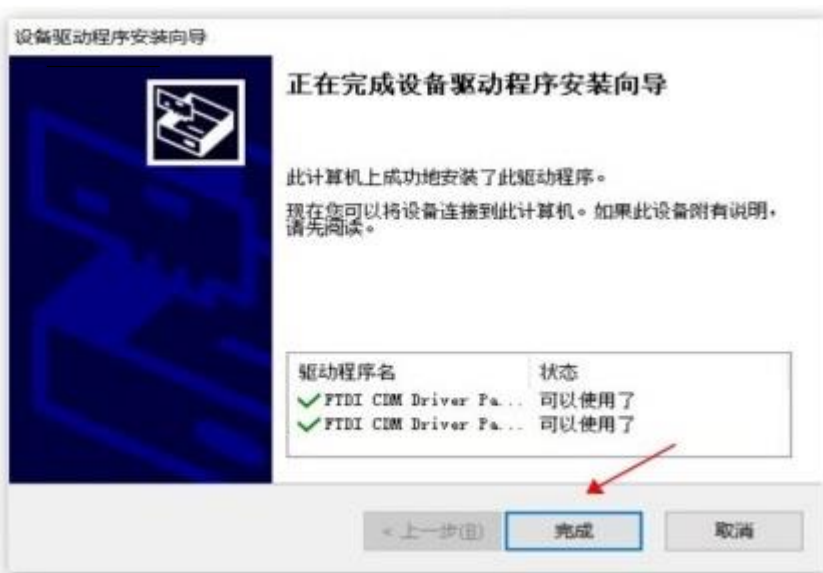 设备驱动程序安装向导
正在完成设备驱动程序安装向导
此计算机上成功地安装了此驱动程序。
现在您可以将设备连接到此计算机。如果此设备附有说明，
请先阅读。
驱动程序名 状态
FTDI CDM Driver Pa... 可以使用了
FTDI CDM Driver Pa... 可以使用了
< 上一步(B) 完成 取消